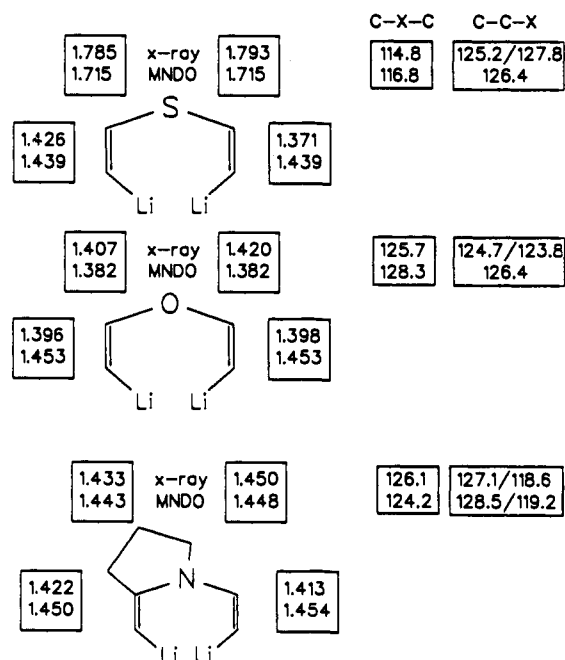 C-X-C C-C-X
1.785 x-ray 1.793 114.8 125.2/127.8
1.715 MNDO 1.715 116.8 126.4
S
1.426 1.371
1.439 1.439
Li Li
1.407 x-ray 1.420 125.7 124.7/123.8
1.382 MNDO 1.382 128.3 126.4
O
1.396 1.398
1.453 1.453
Li Li
1.433 x-ray 1.450 126.1 127.1/118.6
1.443 MNDO 1.448 124.2 128.5/119.2
N
1.422 1.413
1.450 1.454
Li Li